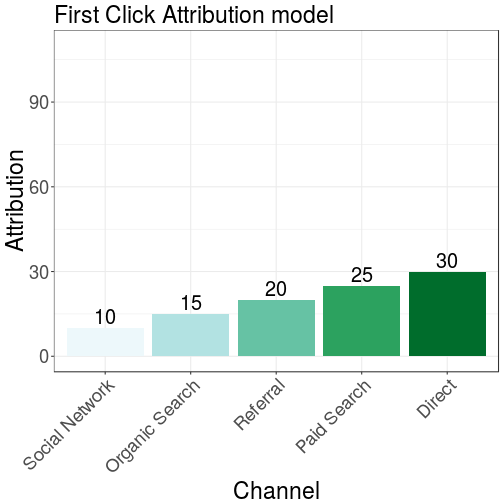 First Click Attribution model
Attribution
90
60
30
0
10
15
20
25
30
Social Network
Organic Search
Referral
Paid Search
Direct
Channel